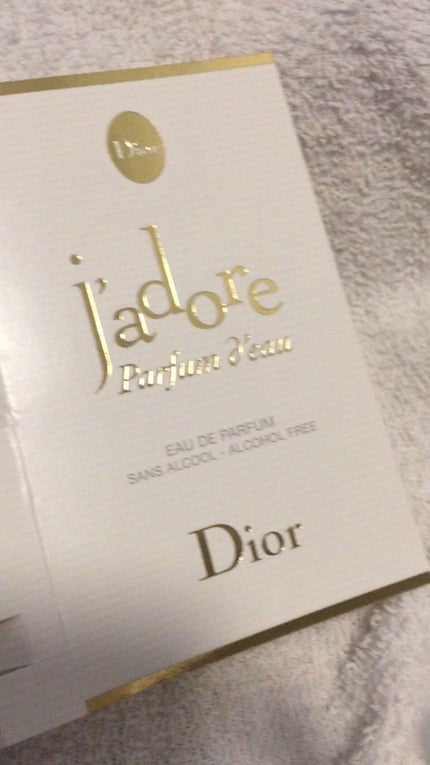 Dior
j'adore
Parfum d'eau
EAU DE PARFUM
SANS ALCOOL - ALCOHOL FREE
Dior